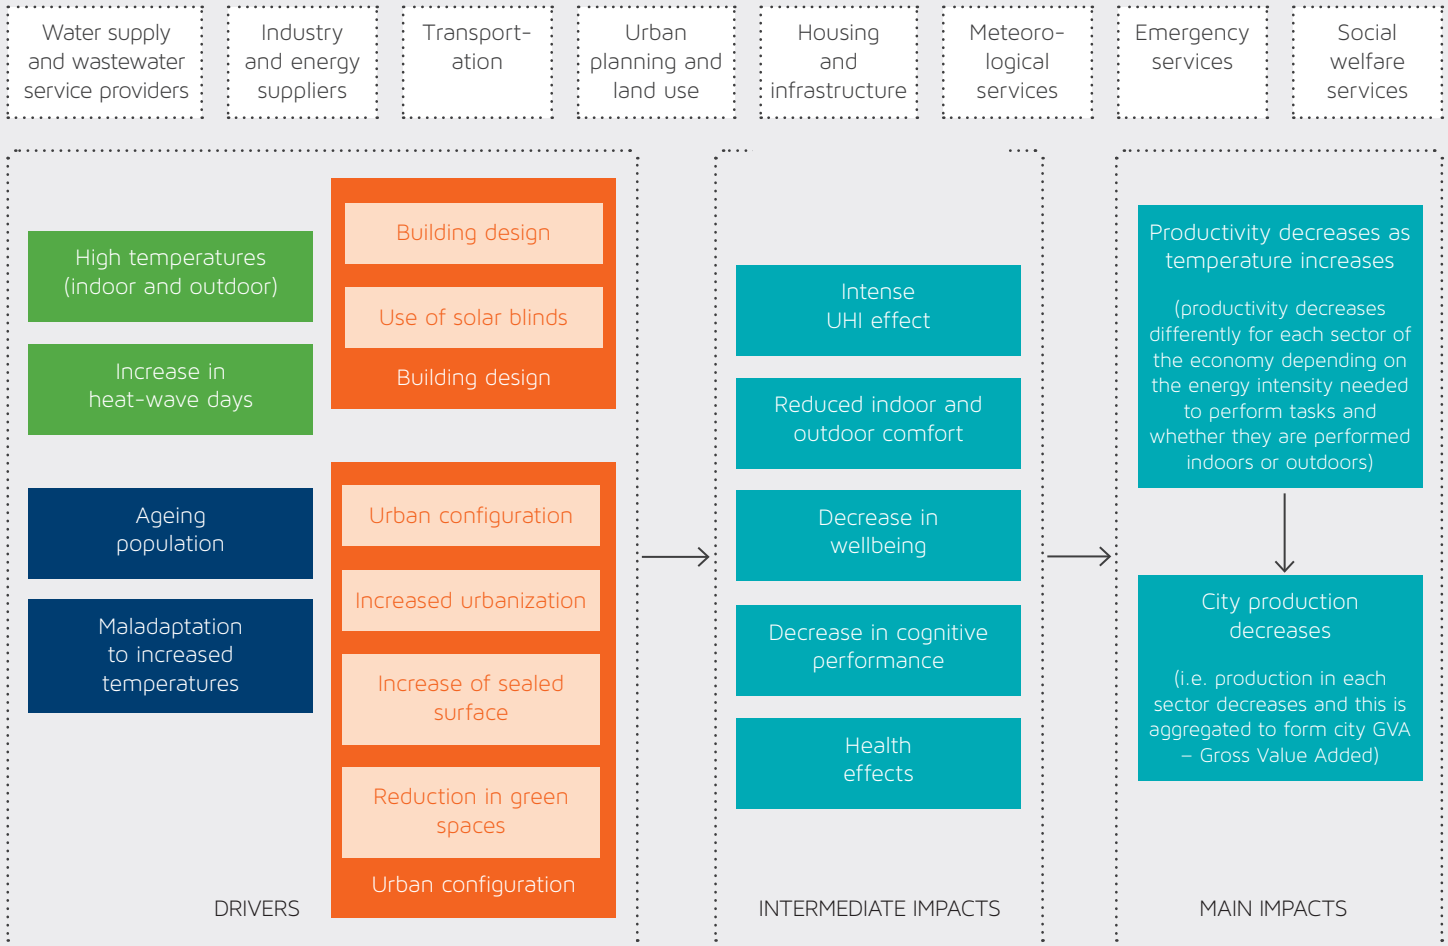 Water supply
and wastewater
service providers
Industry
and energy
suppliers
Transport-
ation
Urban
planning and
land use
Housing
and
infrastructure
Meteoro-
logical
services
Emergency
services
Social
welfare
services
High temperatures
(indoor and outdoor)
Increase in
heat-wave days
Ageing
population
Maladaptation
to increased
temperatures
Building design
Use of solar blinds
Building design
Urban configuration
Increased urbanization
Increase of sealed
surface
Reduction in green
spaces
Urban configuration
DRIVERS
Intense
UHI effect
Reduced indoor and
outdoor comfort
Decrease in
wellbeing
Decrease in cognitive
performance
Health
effects
INTERMEDIATE IMPACTS
Productivity decreases as
temperature increases
(productivity decreases
differently for each sector of
the economy depending on
the energy intensity needed
to perform tasks and
whether they are performed
indoors or outdoors)
City production
decreases
(i.e. production in each
sector decreases and this is
aggregated to form city GVA
– Gross Value Added)
MAIN IMPACTS